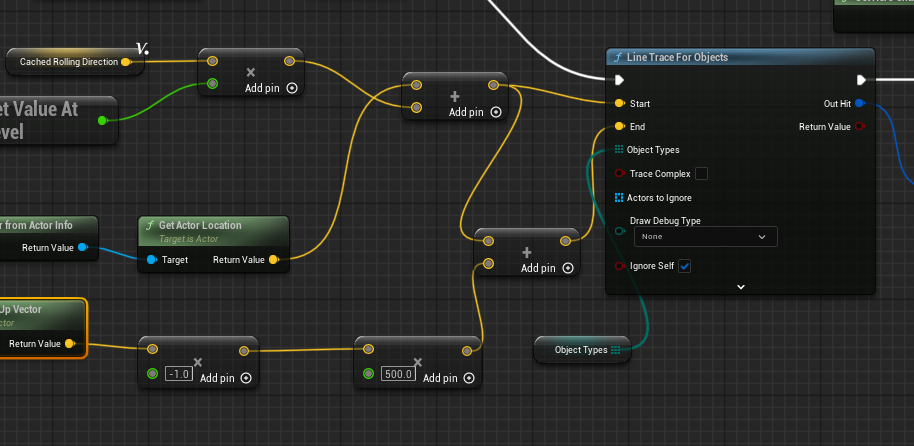 V.
Cached Rolling Direction
×
Add pin
et Value At
evel
+
Add pin
f Line Trace For Objects
Start
Out Hit
End
Return Value
Object Types
Trace Complex
Actors to Ignore
Draw Debug Type
None
Ignore Self
r from Actor Info
Return Value
f Get Actor Location
Target is Actor
Target
Return Value
+
Add pin
Up Vector
ctor
Return Value
×
-1.0
Add pin
×
500.0
Add pin
Object Types